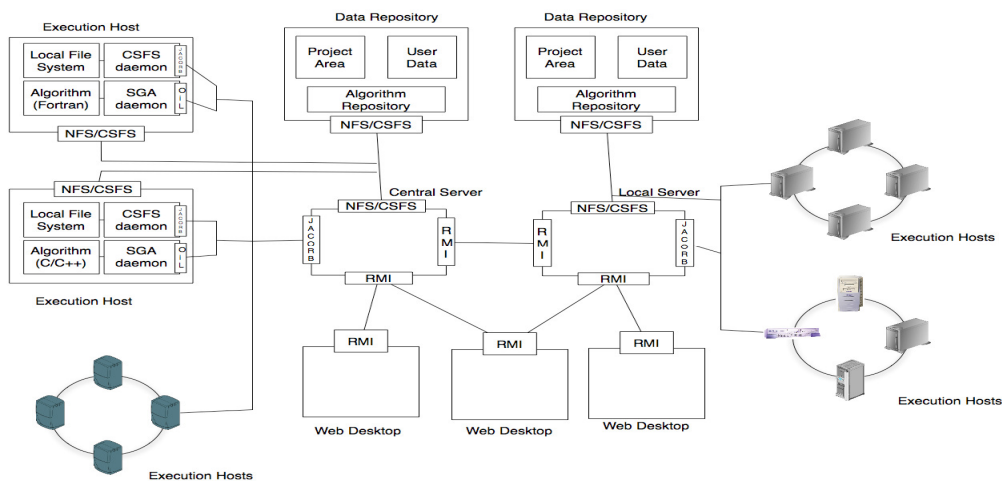 Execution Host
Local File
System
CSFS
daemon
JACORB
Algorithm
(Fortran)
SGA
daemon
OiL
NFS/CSFS
NFS/CSFS
Local File
System
CSFS
daemon
JACORB
Algorithm
(C/C++)
SGA
daemon
OiL
Execution Host
Execution Hosts
Data Repository
Project
Area
User
Data
Algorithm
Repository
NFS/CSFS
Data Repository
Project
Area
User
Data
Algorithm
Repository
NFS/CSFS
Central Server
NFS/CSFS
JACORB
RMI
RMI
Local Server
NFS/CSFS
RMI
JACORB
RMI
RMI
Web Desktop
RMI
Web Desktop
RMI
Web Desktop
Execution Hosts
Execution Hosts